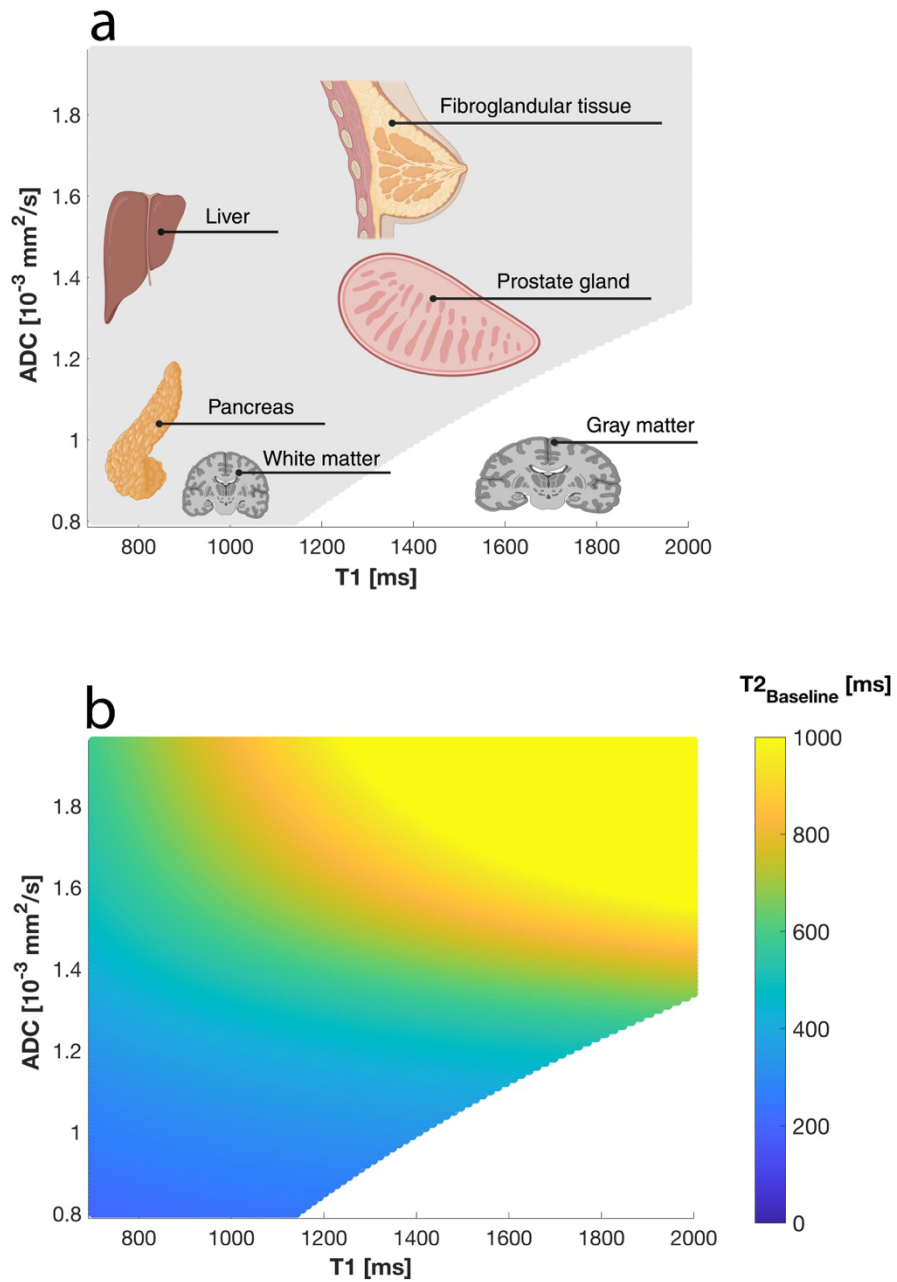 a
Fibroglandular tissue
Liver
Prostate gland
Pancreas
White matter
Gray matter
ADC [10⁻³ mm²/s]
1.8
1.6
1.4
1.2
1
0.8
800 1000 1200 1400 1600 1800 2000
T1 [ms]
b
T2Baseline [ms]
ADC [10⁻³ mm²/s]
1.8
1.6
1.4
1.2
1
0.8
800 1000 1200 1400 1600 1800 2000
T1 [ms]
1000
800
600
400
200
0